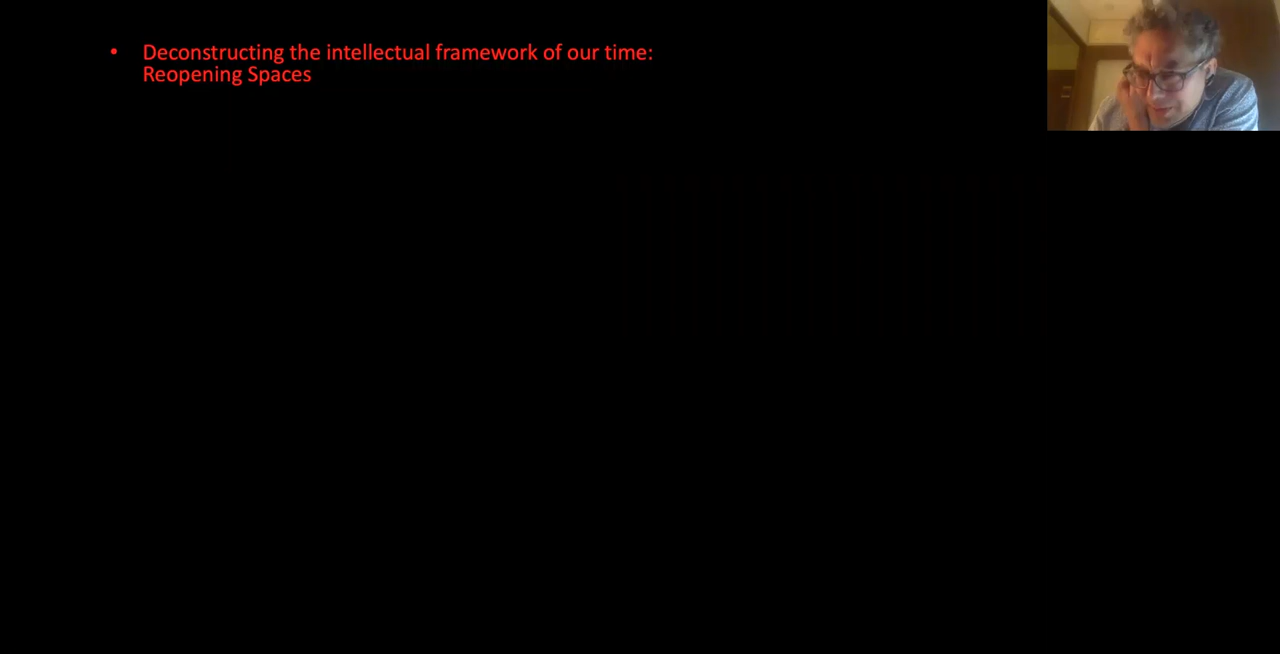 • Deconstructing the intellectual framework of our time:
Reopening Spaces